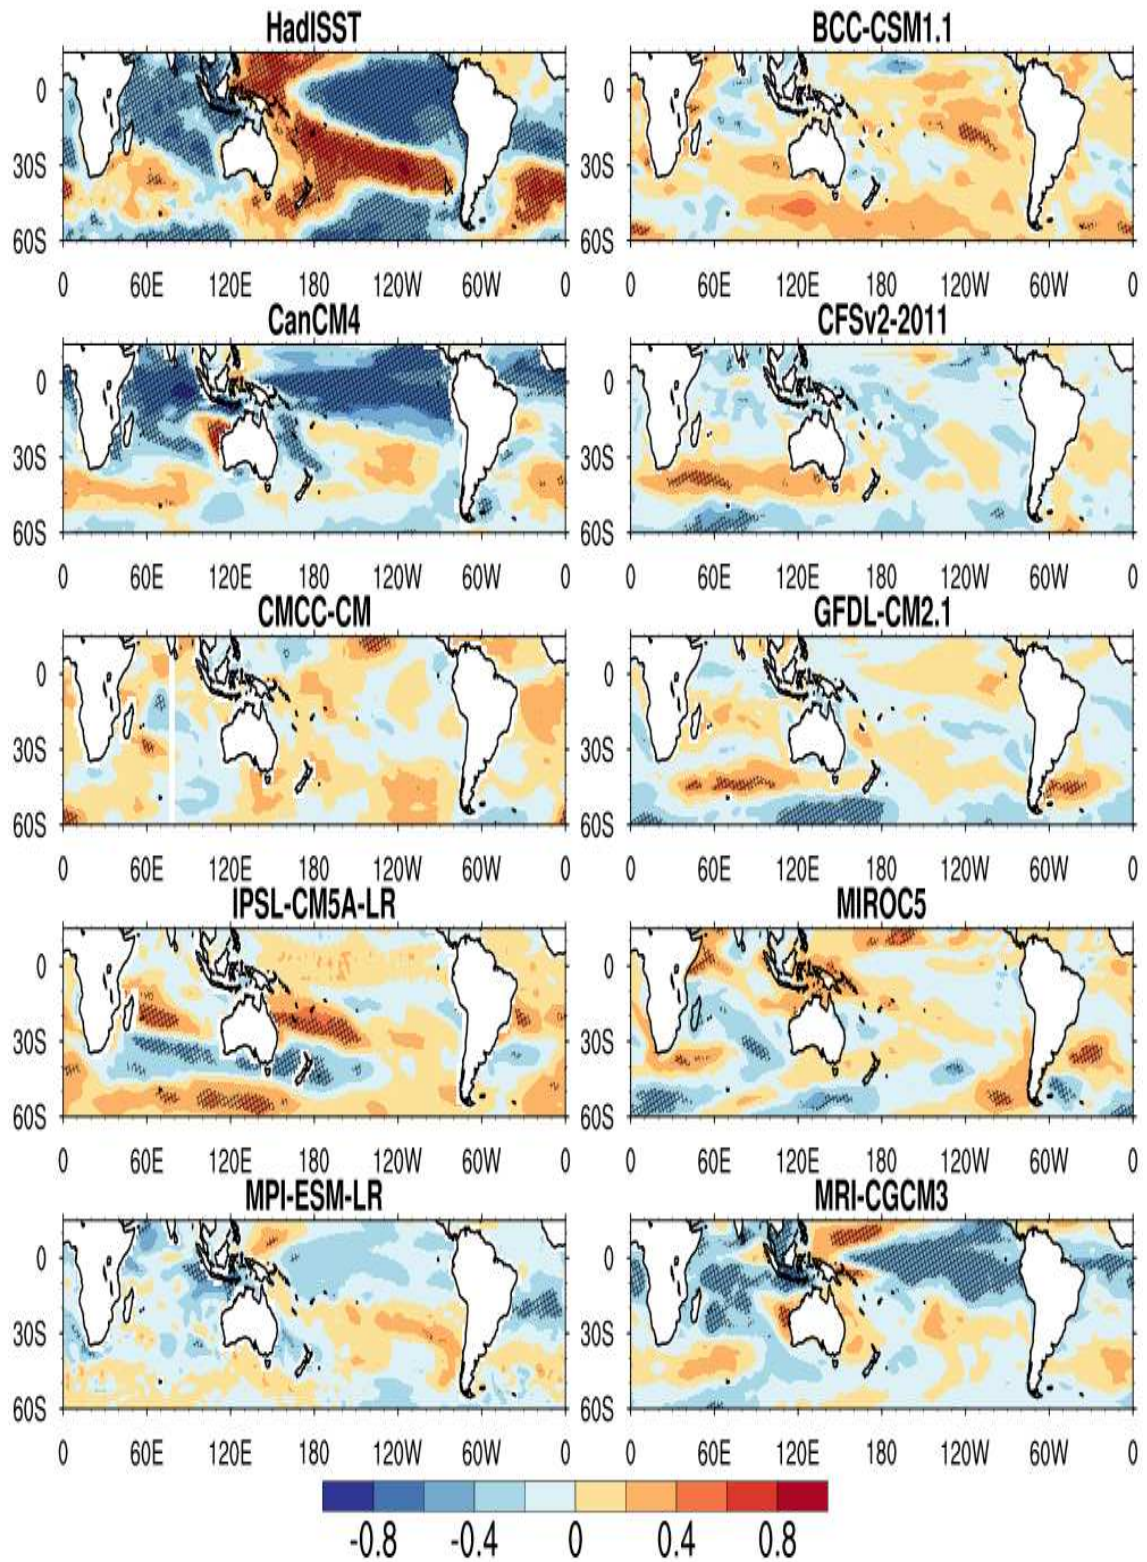 HadISST BCC-CSM1.1
0 0
30S 30S
60S 60S
0 60E 120E 180 120W 60W 0 0 60E 120E 180 120W 60W 0
CanCM4 CFSv2-2011
0 0
30S 30S
60S 60S
0 60E 120E 180 120W 60W 0 0 60E 120E 180 120W 60W 0
CMCC-CM GFDL-CM2.1
0 0
30S 30S
60S 60S
0 60E 120E 180 120W 60W 0 0 60E 120E 180 120W 60W 0
IPSL-CM5A-LR MIROC5
0 0
30S 30S
60S 60S
0 60E 120E 180 120W 60W 0 0 60E 120E 180 120W 60W 0
MPI-ESM-LR MRI-CGCM3
0 0
30S 30S
60S 60S
0 60E 120E 180 120W 60W 0 0 60E 120E 180 120W 60W 0
-0.8 -0.4 0 0.4 0.8